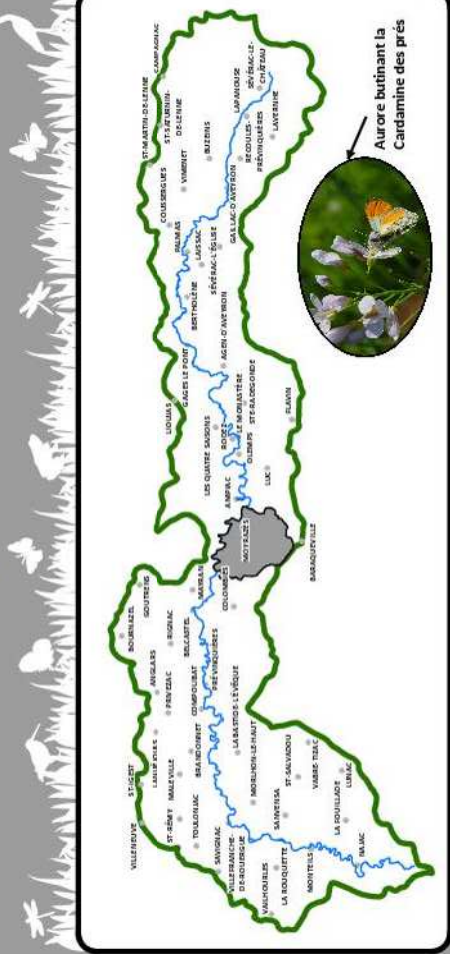 VILLENEUVE
ST-IGEST
ST-RÉMY
MALEVILLE
TOULONJAC
SAVIGNAC
VILLEFRANCHE-
DE-ROUERGUE
BRANDONNET
PRIVEZAC
ANGLARS
BOURNAZEL
GOUTRENS
RIGNAC
BELCASTEL
MAYRAN
COMPOLIBAT
PRÉVINQUIÈRES
COLOMBIÈS
LA BASTIDE-L'ÉVÊQUE
MORLHON-LE-HAUT
ST-SALVADOU
VABRE-TIZAC
SANVENSA
VAILHOURLES
LA ROUQUETTE
MONTEILS
LA FOUILLADE
LUNAC
NAJAC
MOYRAZÈS
BARAQUEVILLE
AMPIAC
LUC
LES QUATRE SAISONS
RODEZ
OLEMPS
LE MONASTÈRE
STE-RADEGONDE
FLAVIN
LIOUJAS
GAGES LE PONT
AGEN-D'AVEYRON
BERTHOLÈNE
LAISSAC
SÉVÉRAC-L'ÉGLISE
PALMAS
COUSSERGUES
VIMENET
GAILLAC-D'AVEYRON
BUZEINS
ST-MARTIN-DE-LENNE
ST-SATURNIN-
DE-LENNE
CAMPAGNAC
LAPANOUSE
RECOULES-
PRÉVINQUIÈRES
SÉVÉRAC-LE-
CHÂTEAU
LAVERNHE
Aurore butinant la
Cardamine des prés